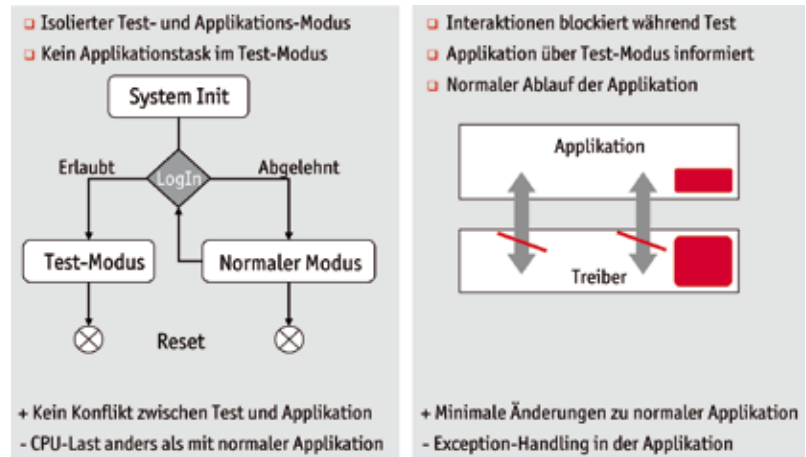 Isolierter Test- und Applikations-Modus
Kein Applikationstask im Test-Modus
System Init
Erlaubt
LogIn
Abgelehnt
Test-Modus
Normaler Modus
Reset
+ Kein Konflikt zwischen Test und Applikation
- CPU-Last anders als mit normaler Applikation
Interaktionen blockiert während Test
Applikation über Test-Modus informiert
Normaler Ablauf der Applikation
Applikation
Treiber
+ Minimale Änderungen zu normaler Applikation
- Exception-Handling in der Applikation